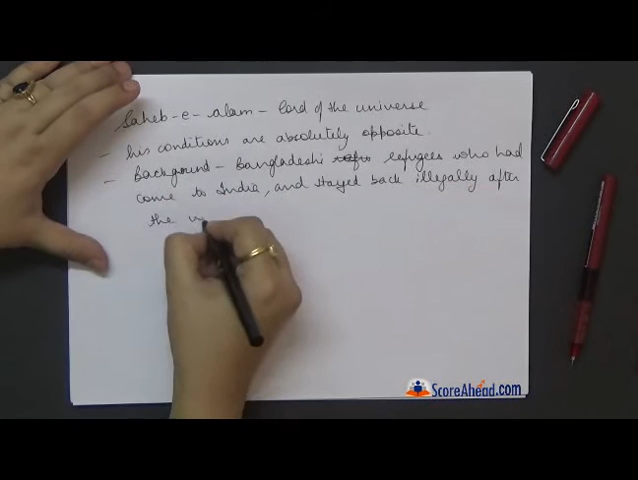 Saheb-e-alam - lord of the universe
- his conditions are absolutely opposite.
- Background - Bangladeshi refugees who had
come to India, and stayed back illegally after
the
ScoreAhead.com